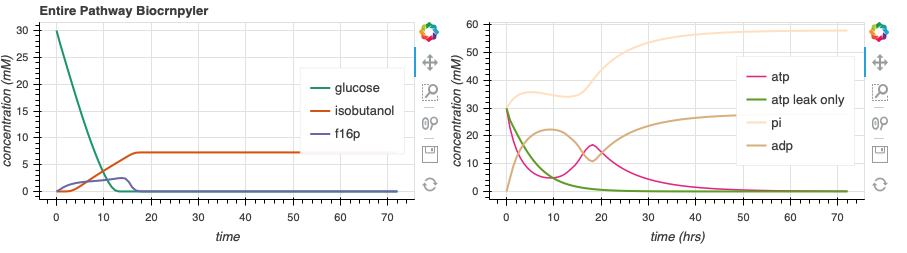 Entire Pathway Biocrnpyler
concentration (mM)
30
25
20
15
10
5
0
0 10 20 30 40 50 60 70
time
glucose
isobutanol
f16p
concentration (mM)
60
50
40
30
20
10
0
0 10 20 30 40 50 60 70
time (hrs)
atp
atp leak only
pi
adp